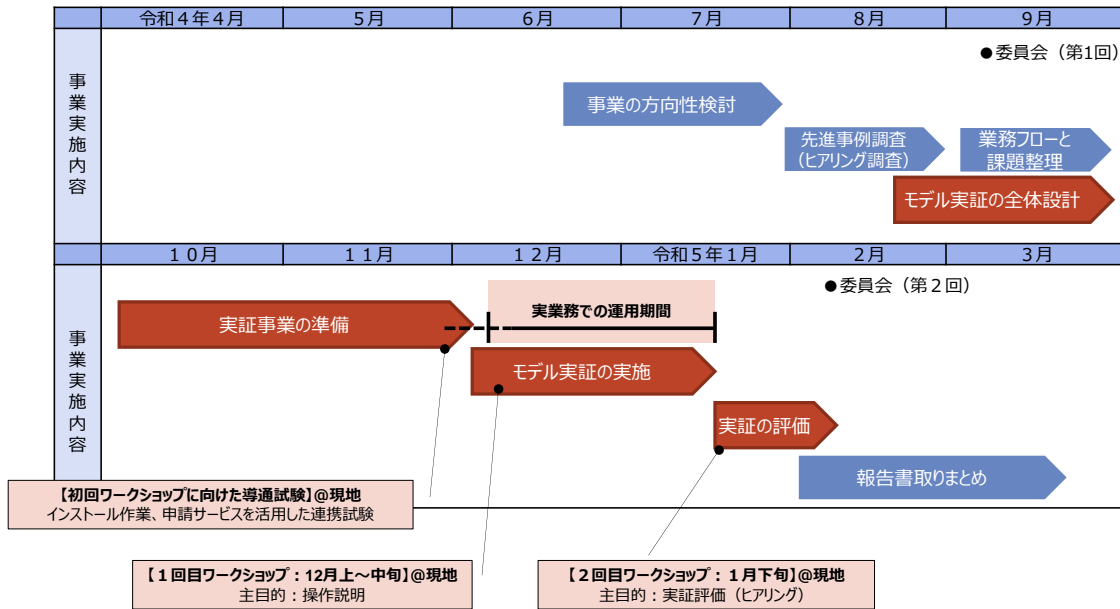 令和４年４月
５月
６月
７月
８月
９月
事業実施内容
●委員会（第1回）
事業の方向性検討
先進事例調査
（ヒアリング調査）
業務フローと
課題整理
モデル実証の全体設計
１０月
１１月
１２月
令和５年１月
２月
３月
事業実施内容
●委員会（第２回）
実証事業の準備
実業務での運用期間
モデル実証の実施
実証の評価
報告書取りまとめ
【初回ワークショップに向けた導通試験】@現地
インストール作業、申請サービスを活用した連携試験
【１回目ワークショップ：12月上～中旬】@現地
主目的：操作説明
【２回目ワークショップ：１月下旬】@現地
主目的：実証評価（ヒアリング）